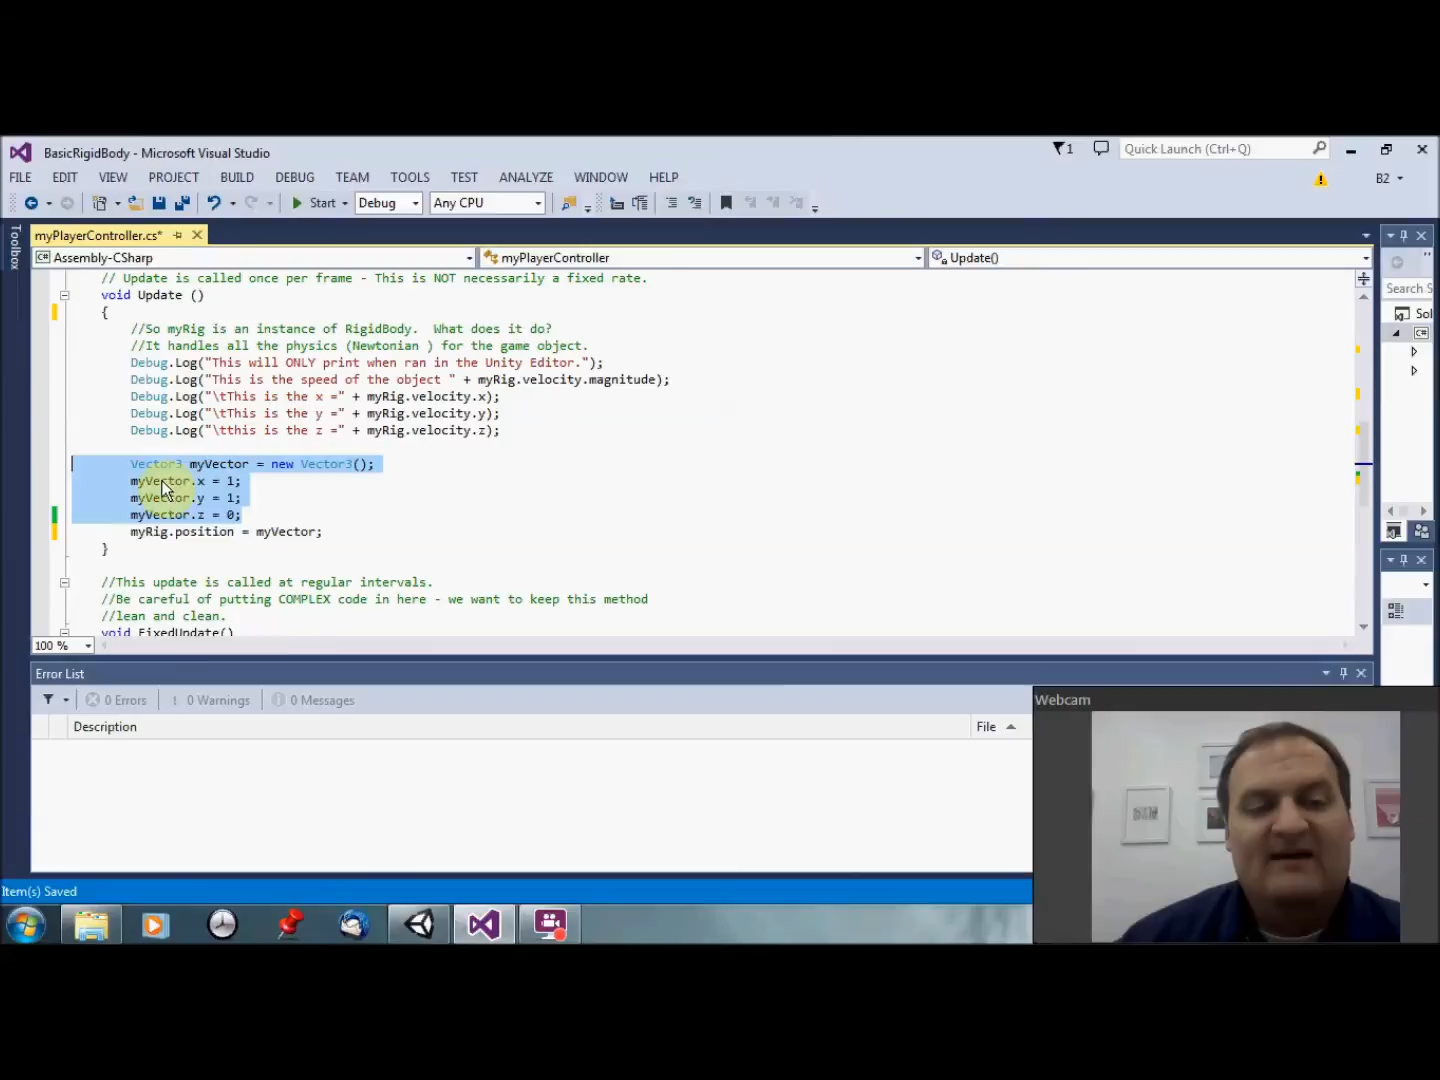 BasicRigidBody - Microsoft Visual Studio
1
Quick Launch (Ctrl+Q)
FILE EDIT VIEW PROJECT BUILD DEBUG TEAM TOOLS TEST ANALYZE WINDOW HELP
B2
Start Debug Any CPU
Toolbox
myPlayerController.cs*
Assembly-CSharp myPlayerController Update()
// Update is called once per frame - This is NOT necessarily a fixed rate.
void Update ()
{
//So myRig is an instance of RigidBody. What does it do?
//It handles all the physics (Newtonian ) for the game object.
Debug.Log("This will ONLY print when ran in the Unity Editor.");
Debug.Log("This is the speed of the object " + myRig.velocity.magnitude);
Debug.Log("\tThis is the x =" + myRig.velocity.x);
Debug.Log("\tThis is the y =" + myRig.velocity.y);
Debug.Log("\tthis is the z =" + myRig.velocity.z);
Vector3 myVector = new Vector3();
myVector.x = 1;
myVector.y = 1;
myVector.z = 0;
myRig.position = myVector;
}
//This update is called at regular intervals.
//Be careful of putting COMPLEX code in here - we want to keep this method
//lean and clean.
void FixedUpdate()
Search S
Sol
C#
100 %
Error List
0 Errors 0 Warnings 0 Messages
Description File
Webcam
Item(s) Saved